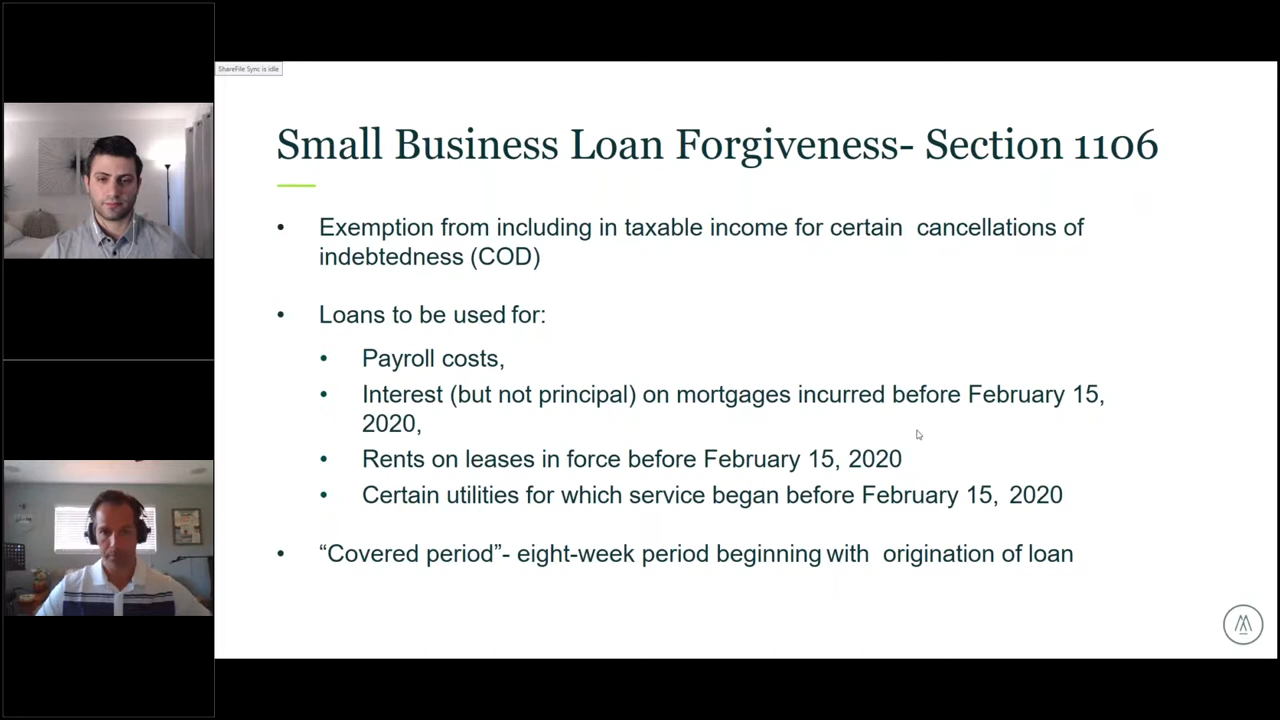 ShareFile Sync is idle
Small Business Loan Forgiveness- Section 1106
• Exemption from including in taxable income for certain cancellations of
indebtedness (COD)
• Loans to be used for:
• Payroll costs,
• Interest (but not principal) on mortgages incurred before February 15,
2020,
• Rents on leases in force before February 15, 2020
• Certain utilities for which service began before February 15, 2020
• “Covered period”- eight-week period beginning with origination of loan